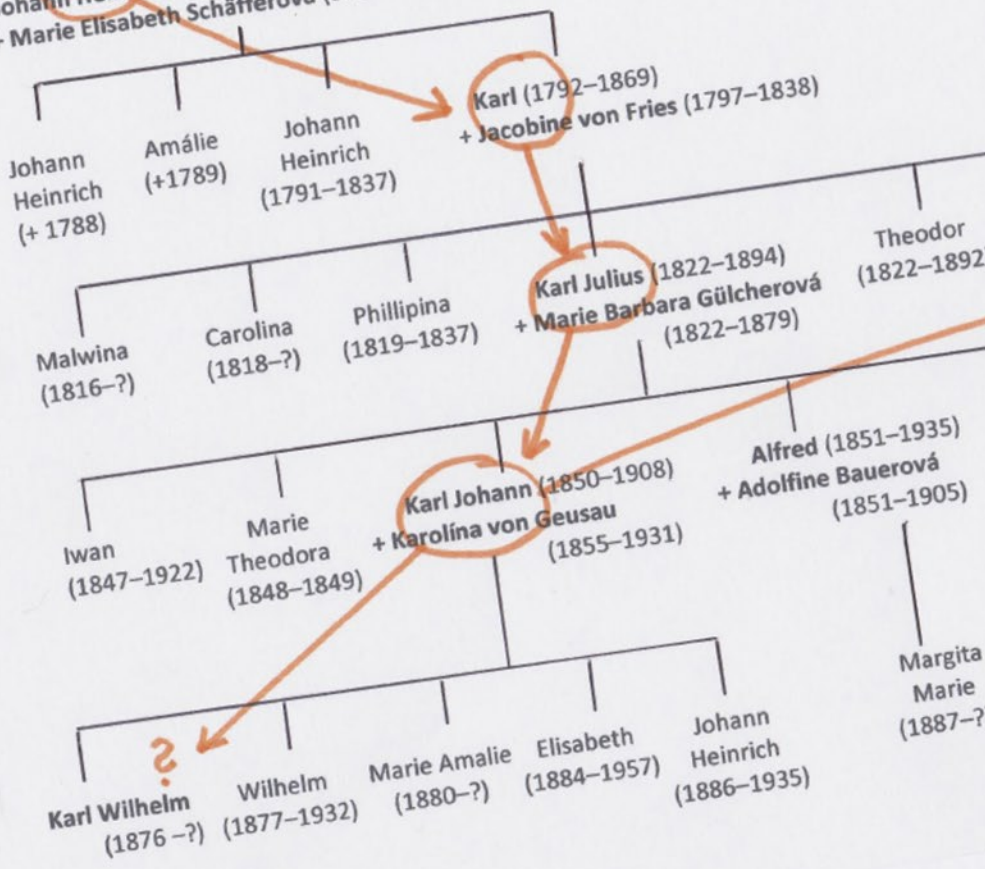 + Marie Elisabeth Schäfferová
Karl (1792–1869)
+ Jacobine von Fries (1797–1838)
Johann
Heinrich
(+ 1788)
Amálie
(+1789)
Johann
Heinrich
(1791–1837)
Malwina
(1816–?)
Carolina
(1818–?)
Phillipina
(1819–1837)
Karl Julius (1822–1894)
+ Marie Barbara Gülcherová
(1822–1879)
Theodor
(1822–1892
Iwan
(1847–1922)
Marie
Theodora
(1848–1849)
Karl Johann (1850–1908)
+ Karolína von Geusau
(1855–1931)
Alfred (1851–1935)
+ Adolfine Bauerová
(1851–1905)
Margita
Marie
(1887–?
?
Karl Wilhelm
(1876 –?)
Wilhelm
(1877–1932)
Marie Amalie
(1880–?)
Elisabeth
(1884–1957)
Johann
Heinrich
(1886–1935)